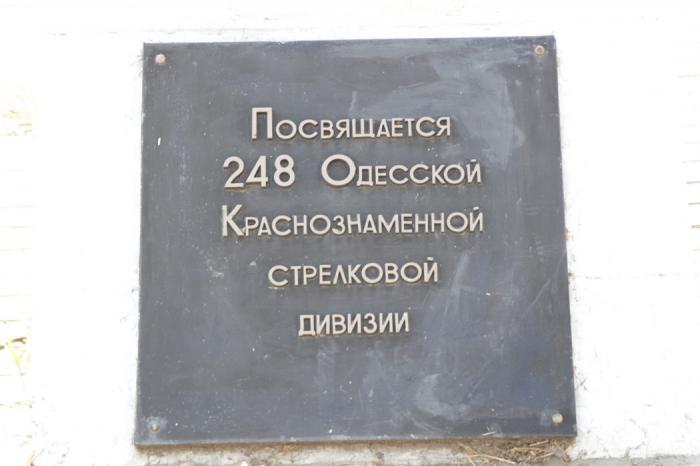 Посвящается
248 Одесской
Краснознаменной
стрелковой
дивизии